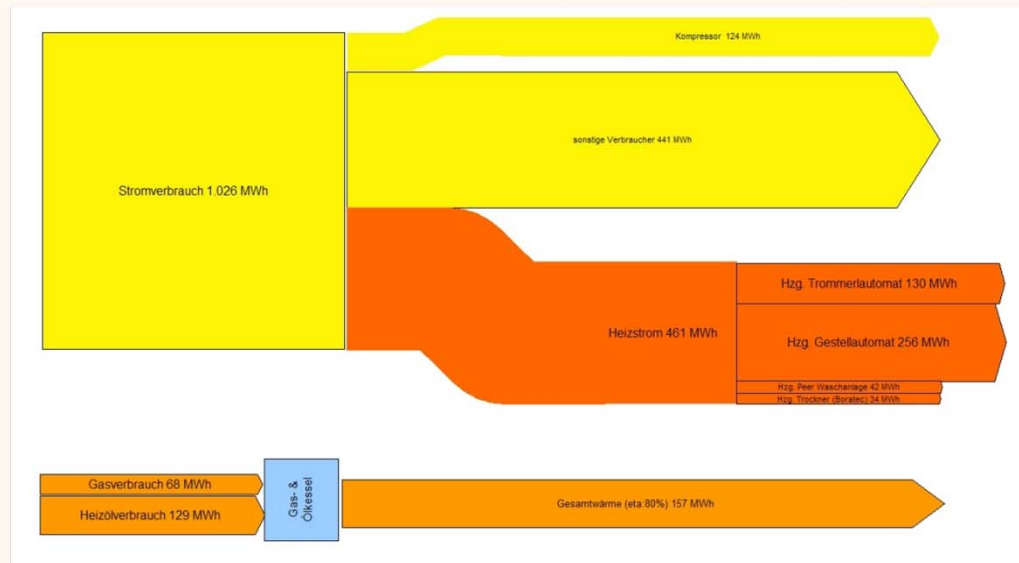 Kompressor 124 MWh
sonstige Verbraucher 441 MWh
Stromverbrauch 1.026 MWh
Hzg. Trommerlautomat 130 MWh
Heizstrom 461 MWh
Hzg. Gestellautomat 256 MWh
Hzg. Peer Waschanlage 42 MWh
Hzg. Trockner (Boratec) 34 MWh
Gasverbrauch 68 MWh
Heizölverbrauch 129 MWh
Gas- &
Ölkessel
Gesamtwärme (eta:80%) 157 MWh